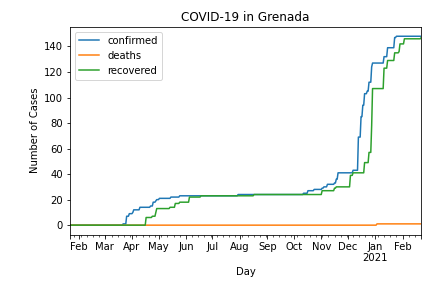 COVID-19 in Grenada
confirmed
deaths
recovered
Number of Cases
140
120
100
80
60
40
20
0
Feb Mar Apr May Jun Jul Aug Sep Oct Nov Dec Jan Feb
2021
Day